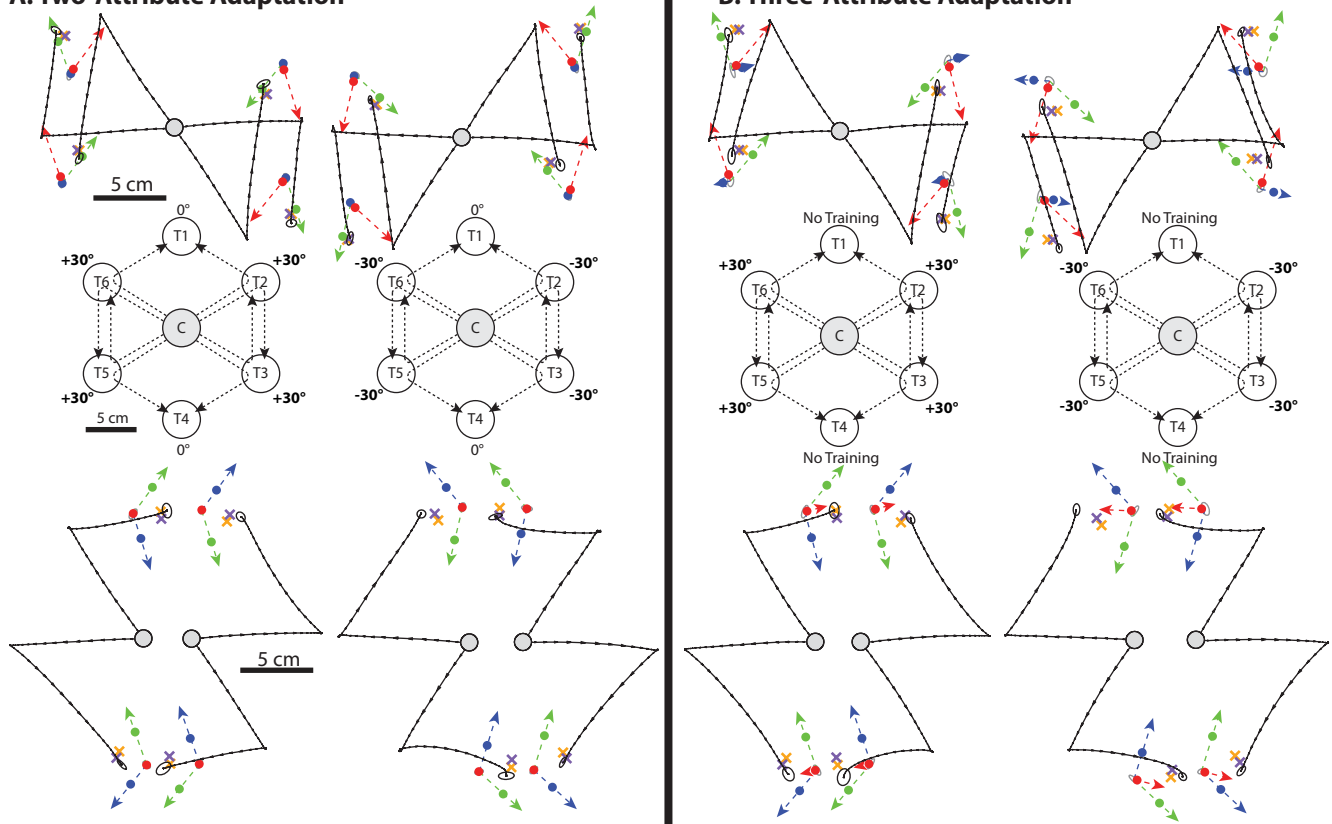 A. Two-Attribute Adaptation
B. Three-Attribute Adaptation
5 cm
0°
0°
No Training
No Training
T1
T1
T1
T1
+30°
+30°
-30°
-30°
+30°
+30°
-30°
-30°
T6
T2
T6
T2
T6
T2
T6
T2
C
C
C
C
T5
T3
T5
T3
T5
T3
T5
T3
+30°
+30°
-30°
-30°
+30°
+30°
-30°
-30°
5 cm
T4
T4
T4
T4
0°
0°
No Training
No Training
5 cm